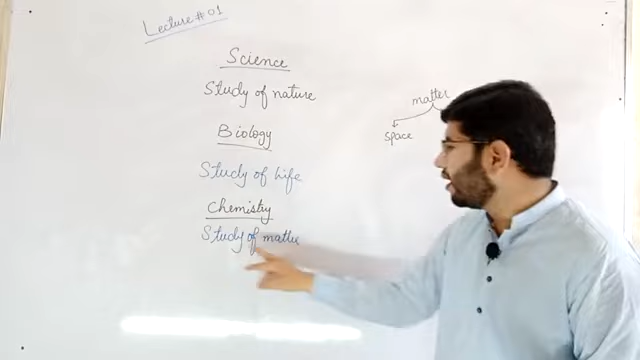 Lecture # 01
Science
Study of nature
Biology
Study of life
Chemistry
Study of matter
matter
space